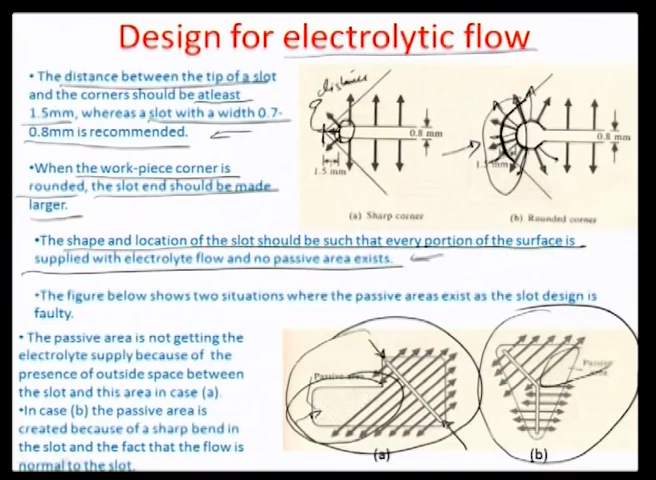 Design for electrolytic flow
• The distance between the tip of a slot
and the corners should be atleast
1.5mm, whereas a slot with a width 0.7-
0.8mm is recommended.
•When the work-piece corner is
rounded, the slot end should be made
larger.
distance
0.8 mm
1.5 mm
(a) Sharp corner
0.8 mm
1.5 mm
(b) Rounded corner
•The shape and location of the slot should be such that every portion of the surface is
supplied with electrolyte flow and no passive area exists.
•The figure below shows two situations where the passive areas exist as the slot design is
faulty.
• The passive area is not getting the
electrolyte supply because of the
presence of outside space between
the slot and this area in case (a).
•In case (b) the passive area is
created because of a sharp bend in
the slot and the fact that the flow is
normal to the slot.
Passive area
(a)
Passive
area
(b)